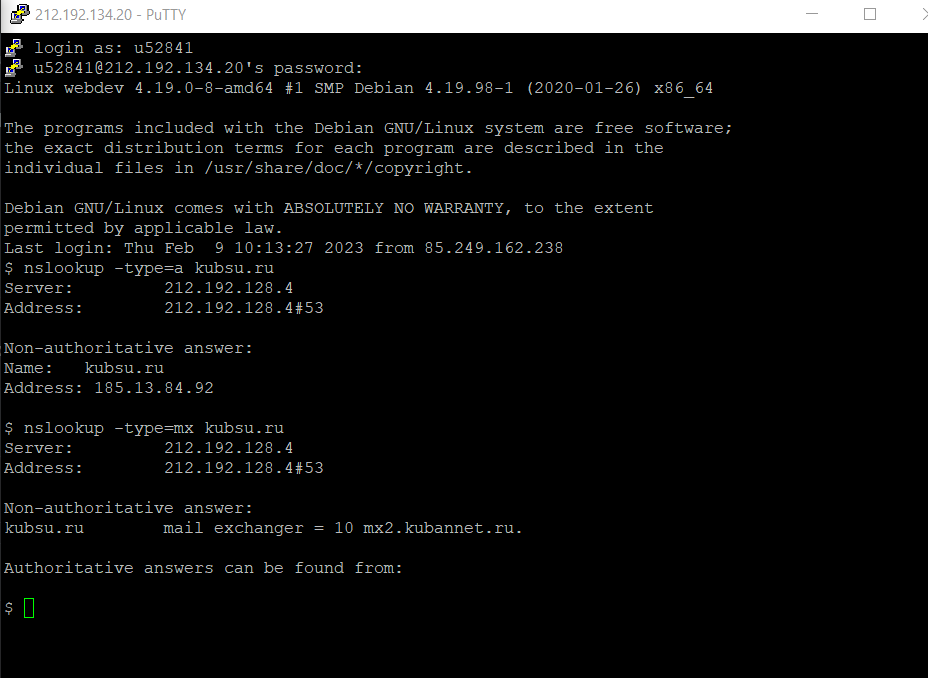 212.192.134.20 - PuTTY
login as: u52841
u52841@212.192.134.20's password:
Linux webdev 4.19.0-8-amd64 #1 SMP Debian 4.19.98-1 (2020-01-26) x86_64
The programs included with the Debian GNU/Linux system are free software;
the exact distribution terms for each program are described in the
individual files in /usr/share/doc/*/copyright.
Debian GNU/Linux comes with ABSOLUTELY NO WARRANTY, to the extent
permitted by applicable law.
Last login: Thu Feb  9 10:13:27 2023 from 85.249.162.238
$ nslookup -type=a kubsu.ru
Server:         212.192.128.4
Address:        212.192.128.4#53
Non-authoritative answer:
Name:   kubsu.ru
Address: 185.13.84.92
$ nslookup -type=mx kubsu.ru
Server:         212.192.128.4
Address:        212.192.128.4#53
Non-authoritative answer:
kubsu.ru        mail exchanger = 10 mx2.kubannet.ru.
Authoritative answers can be found from:
$